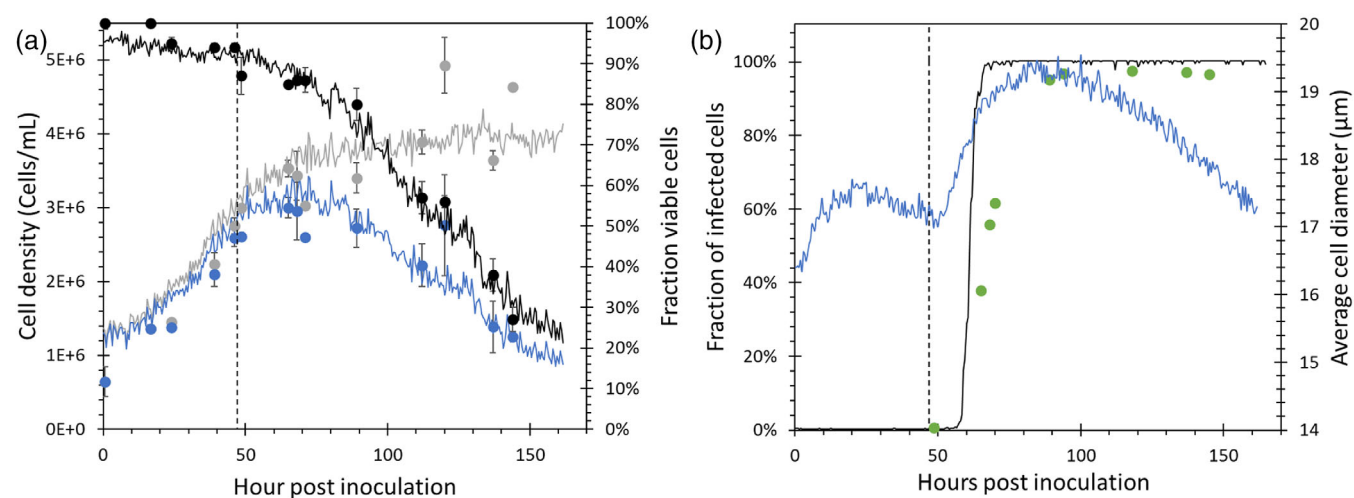 (a)
Cell density (Cells/mL)
5E+6
4E+6
3E+6
2E+6
1E+6
0E+0
100%
90%
80%
70%
60%
50%
40%
30%
20%
10%
0%
Fraction viable cells
0
50
100
150
Hour post inoculation
(b)
Fraction of infected cells
100%
80%
60%
40%
20%
0%
20
19
18
17
16
15
14
Average cell diameter (μm)
0
50
100
150
Hours post inoculation